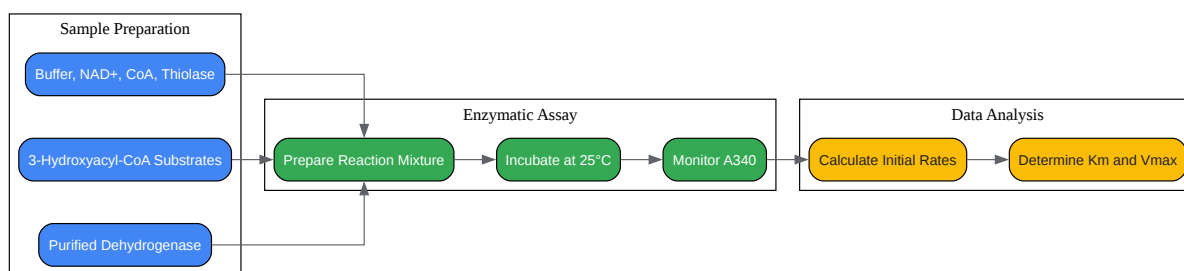 Sample Preparation
Buffer, NAD+, CoA, Thiolase
3-Hydroxyacyl-CoA Substrates
Purified Dehydrogenase
Enzymatic Assay
Prepare Reaction Mixture
Incubate at 25°C
Monitor A340
Data Analysis
Calculate Initial Rates
Determine Km and Vmax